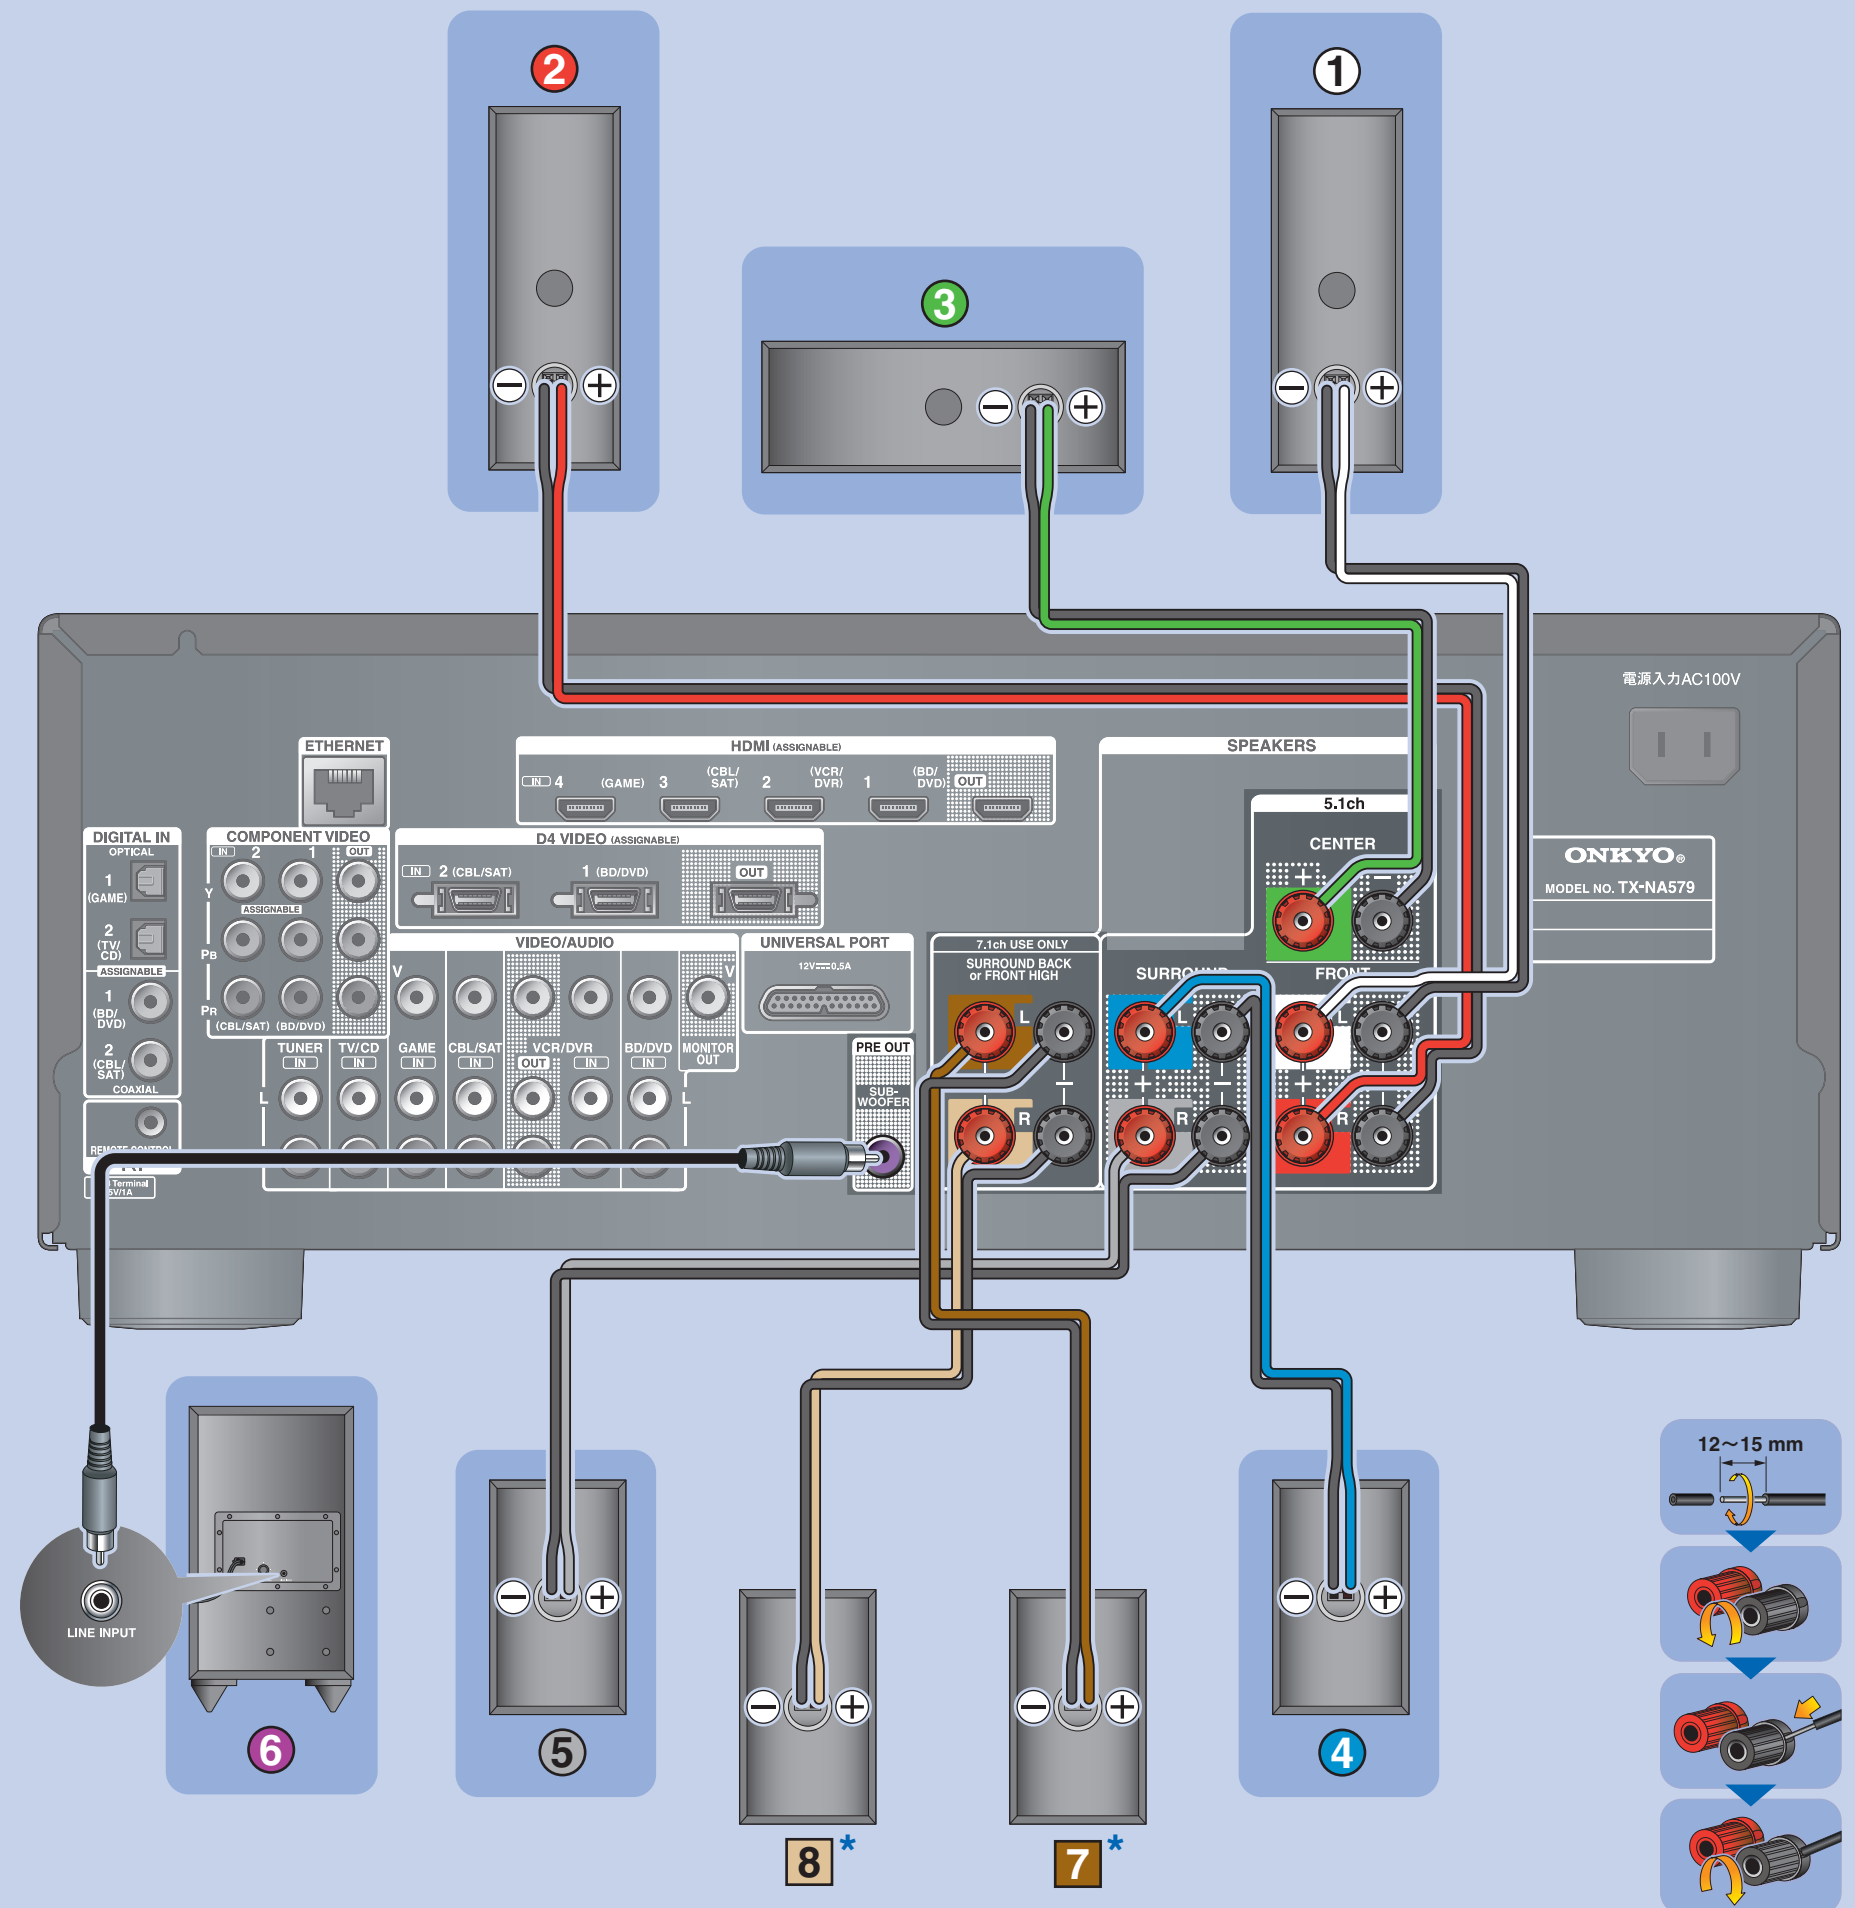 2
1
3
− +
− +
− +
電源入力AC100V
ETHERNET
HDMI (ASSIGNABLE)
IN 4 (GAME) 3 (CBL/SAT) 2 (VCR/DVR) 1 (BD/DVD) OUT
SPEAKERS
5.1ch
CENTER
+ −
ONKYO®
MODEL NO. TX-NA579
DIGITAL IN
OPTICAL
1
(GAME)
2
(TV/
CD)
ASSIGNABLE
1
(BD/
DVD)
2
(CBL/
SAT)
COAXIAL
COMPONENT VIDEO
IN 2 1 OUT
Y
ASSIGNABLE
PB
PR
(CBL/SAT) (BD/DVD)
D4 VIDEO (ASSIGNABLE)
IN 2 (CBL/SAT) 1 (BD/DVD) OUT
VIDEO/AUDIO
V V
TUNER TV/CD GAME CBL/SAT VCR/DVR BD/DVD MONITOR
IN IN IN IN OUT IN IN OUT
L L
UNIVERSAL PORT
12V 0.5A
PRE OUT
SUB-
WOOFER
7.1ch USE ONLY
SURROUND BACK
or FRONT HIGH
L
+ −
R
SURROUND
L
+ −
R
FRONT
L
+ −
R
REMOTE CONTROL
Terminal
5V/1A
LINE INPUT
6
− +
5
− +
8 *
− +
7 *
− +
4
12～15 mm